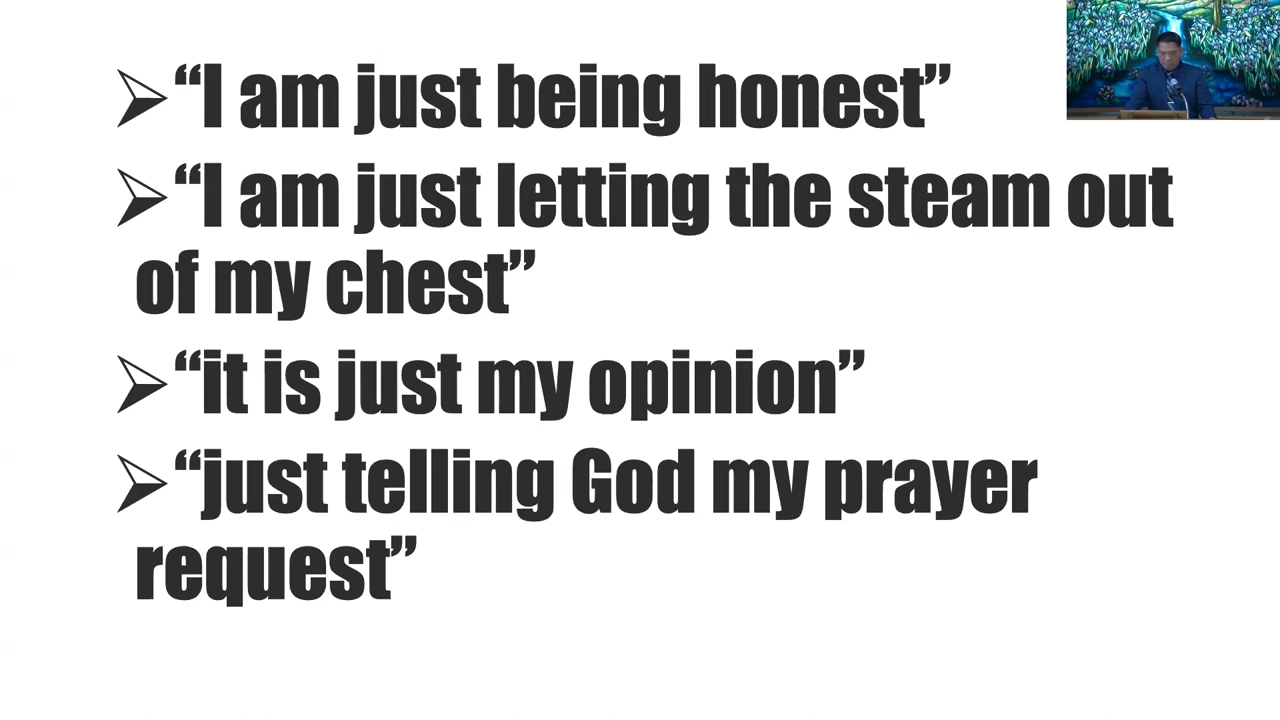 ➢“I am just being honest”
➢“I am just letting the steam out
of my chest”
➢“it is just my opinion”
➢“just telling God my prayer
request”